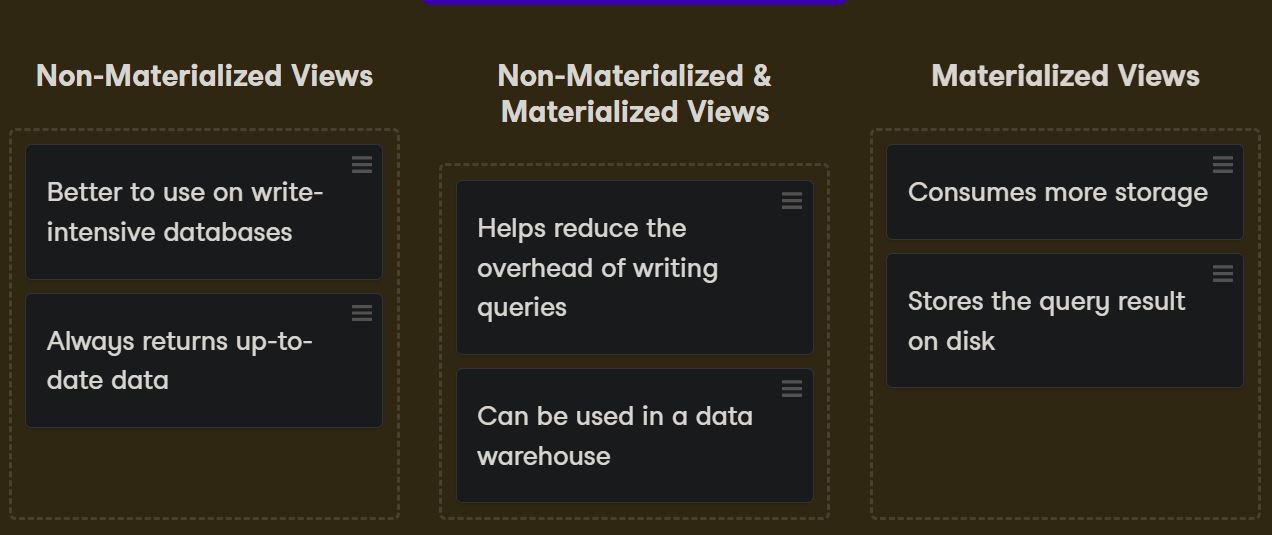 Non-Materialized Views
Better to use on write-
intensive databases
Always returns up-to-
date data
Non-Materialized &
Materialized Views
Helps reduce the
overhead of writing
queries
Can be used in a data
warehouse
Materialized Views
Consumes more storage
Stores the query result
on disk